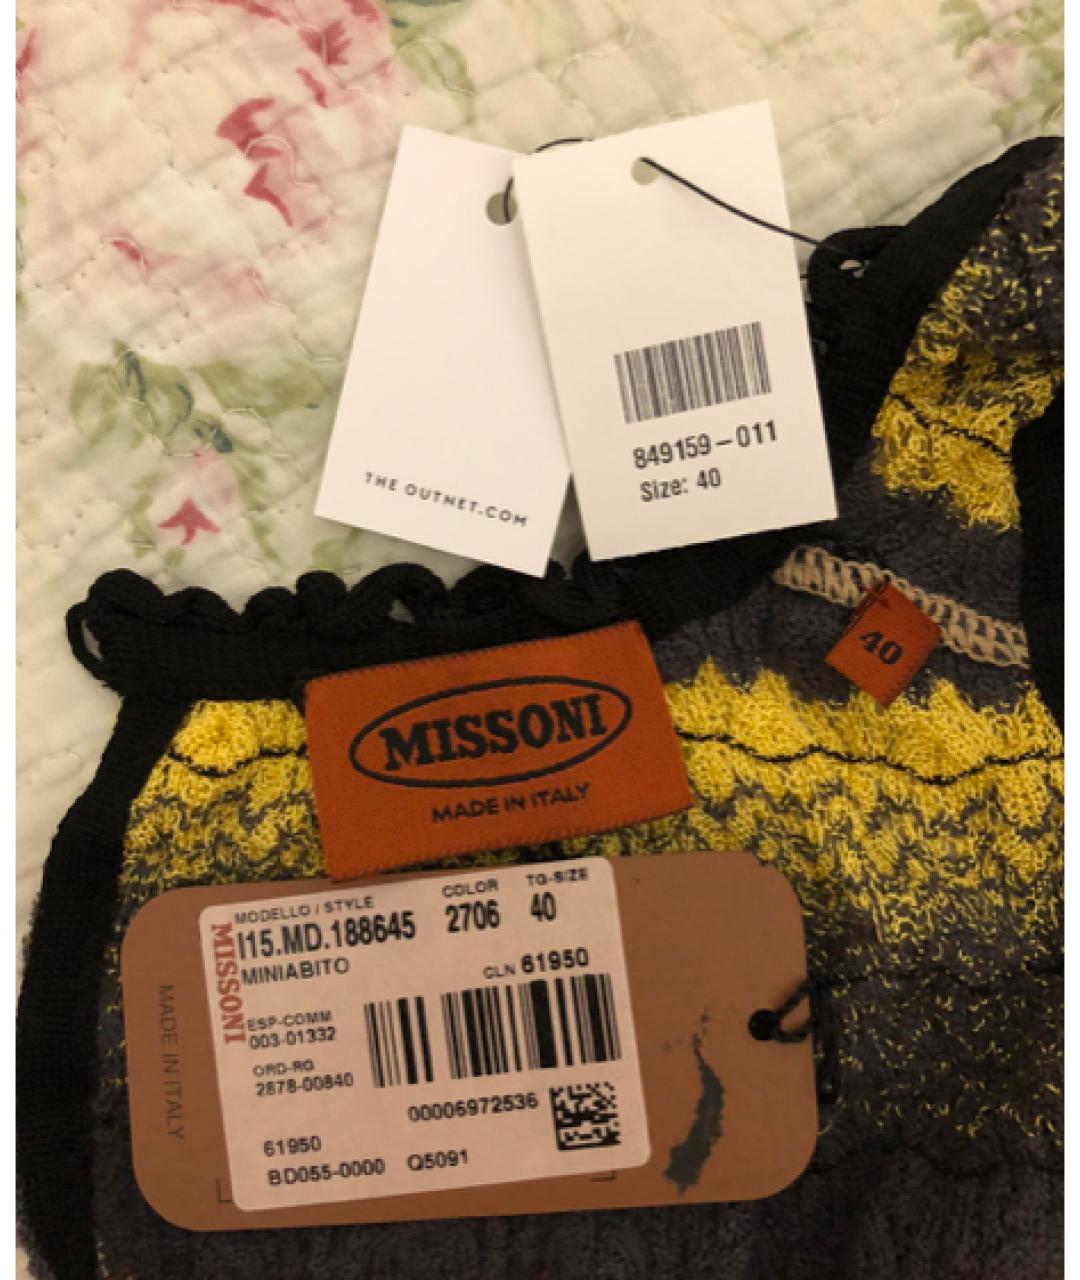 THE OUTNET.COM
849159-011
Size: 40
40
MISSONI
MADE IN ITALY
MODELLO / STYLE COLOR TG-SIZE
I15.MD.188645 2706 40
MINIABITO
CLN 61950
MISSONI
ESP-COMM
003-01332
ORD-RG
2878-00840
00006972536
61950
BD055-0000 Q5091
MADE IN ITALY